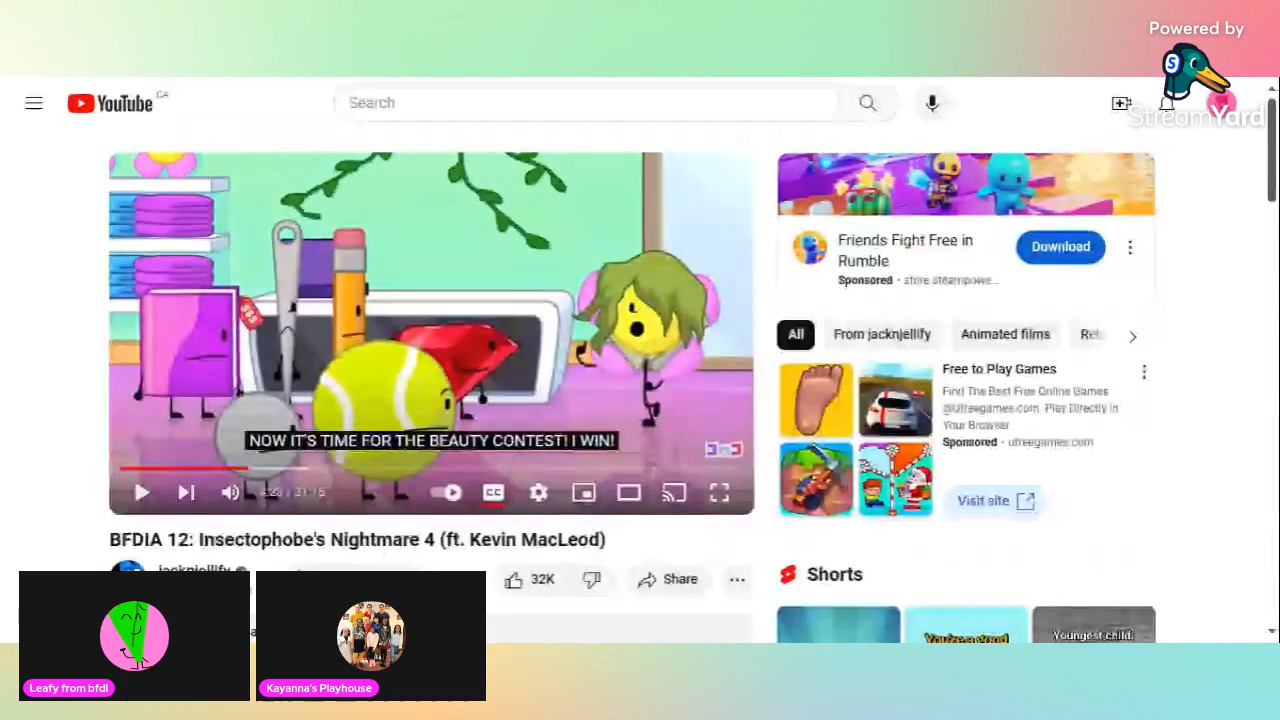 Powered by
StreamYard
YouTube CA
Search
Friends Fight Free in
Rumble
Download
Sponsored · store.steampowe...
All
From jacknjellify
Animated films
Free to Play Games
Find The Best Free Online Games
@Ufreegames.com. Play Directly in
Your Browser
Sponsored · ufreegames.com
Visit site
NOW IT'S TIME FOR THE BEAUTY CONTEST! I WIN!
CC
BFDIA 12: Insectophobe's Nightmare 4 (ft. Kevin MacLeod)
jacknjellify
32K
Share
Shorts
You're a good
Youngest child.
Leafy from bfdi
Kayanna's Playhouse